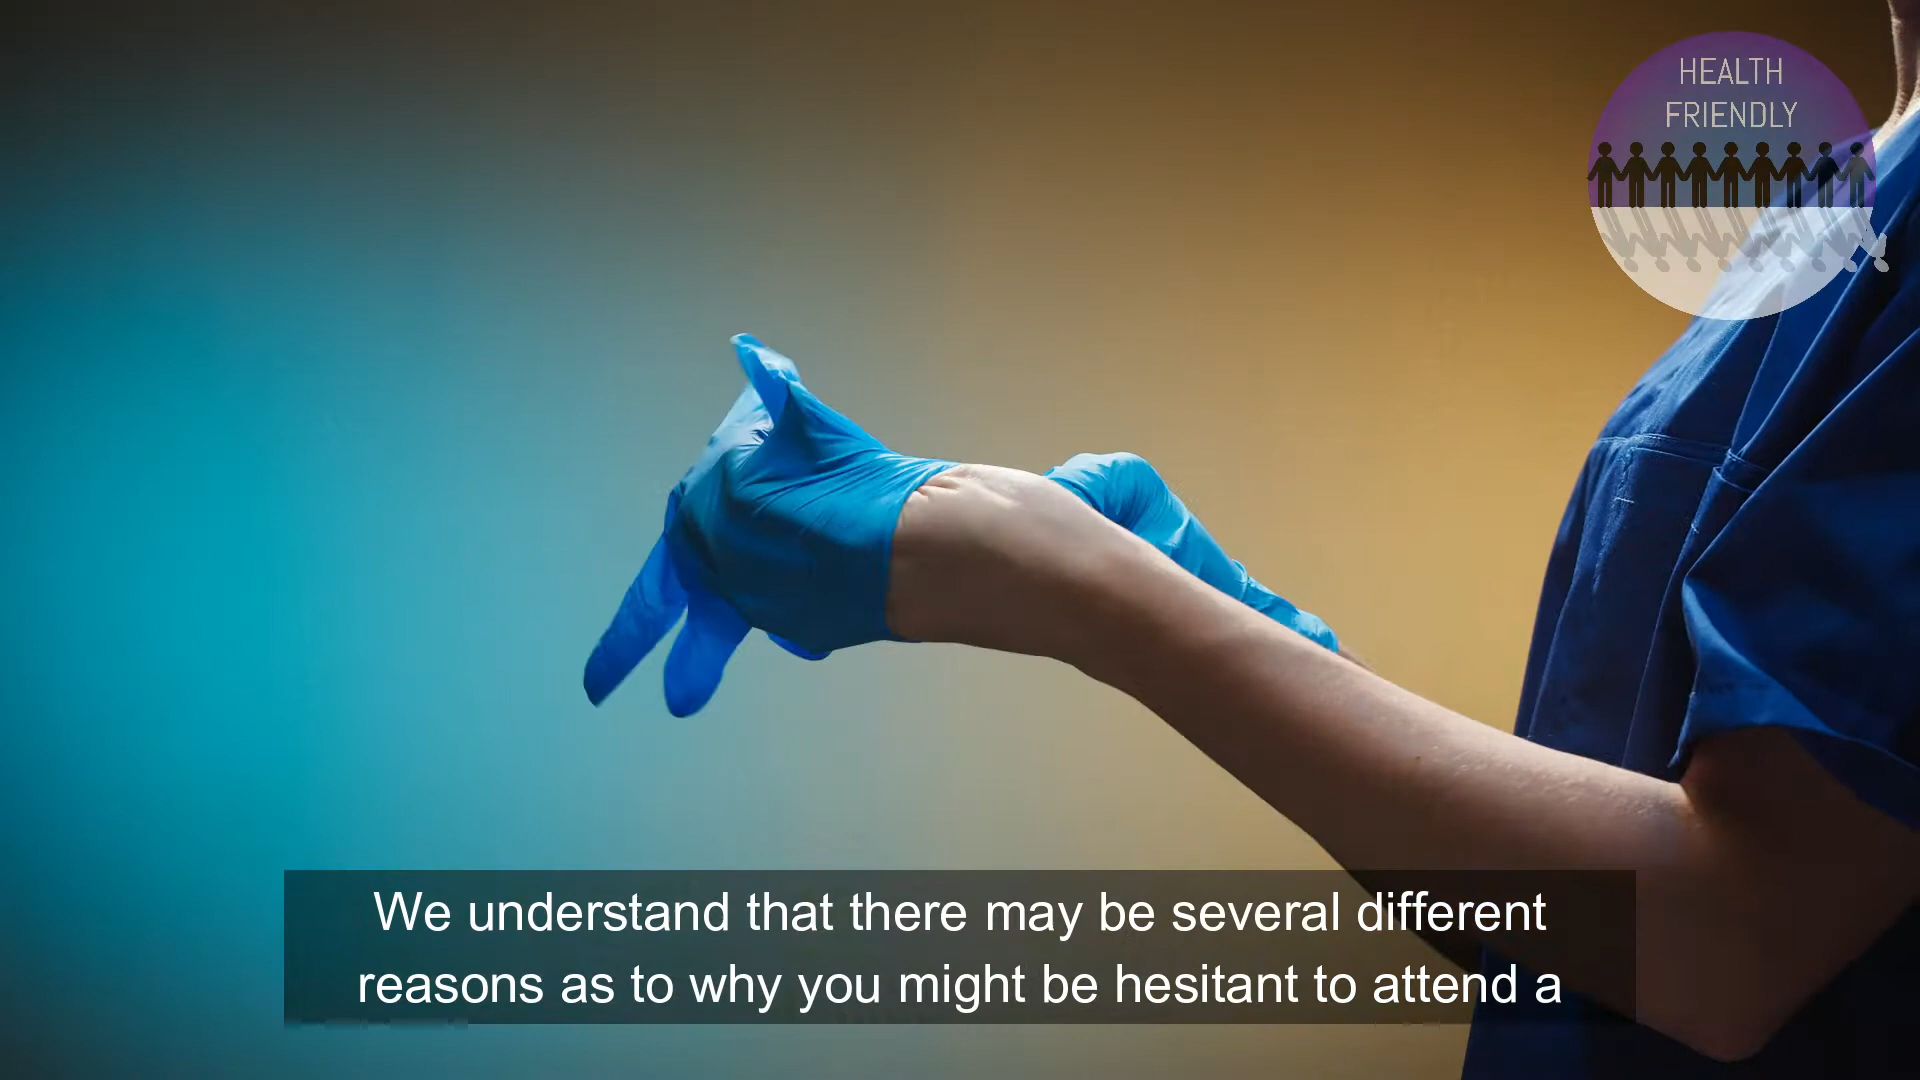 HEALTH
FRIENDLY
We understand that there may be several different
reasons as to why you might be hesitant to attend a